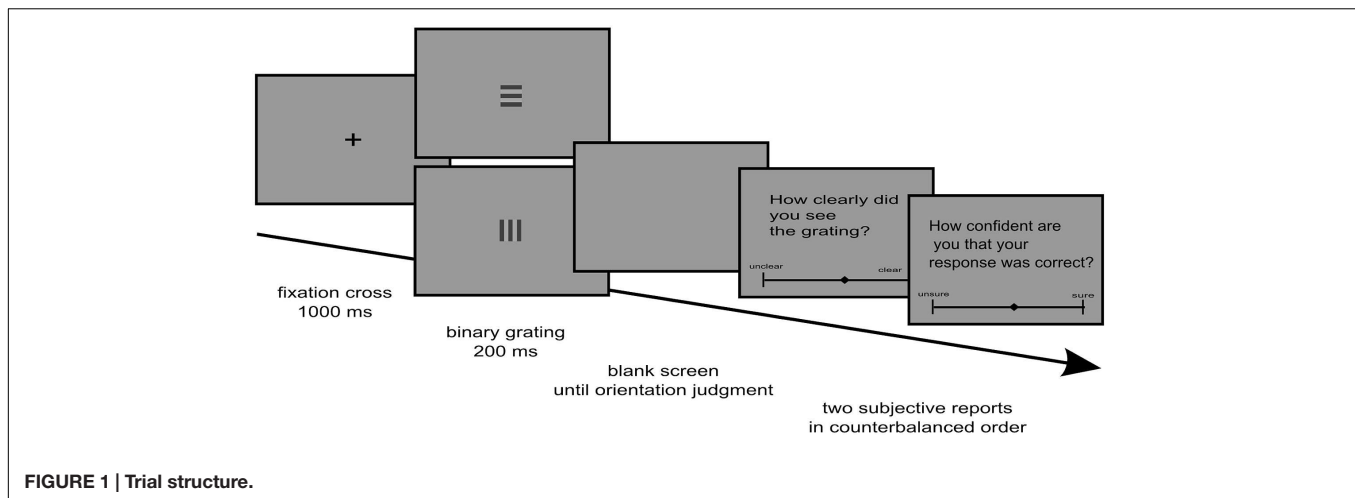 +
How clearly did
you see
the grating?
unclear
clear
How confident are
you that your
response was correct?
unsure
sure
fixation cross
1000 ms
binary grating
200 ms
blank screen
until orientation judgment
two subjective reports
in counterbalanced order
FIGURE 1 | Trial structure.